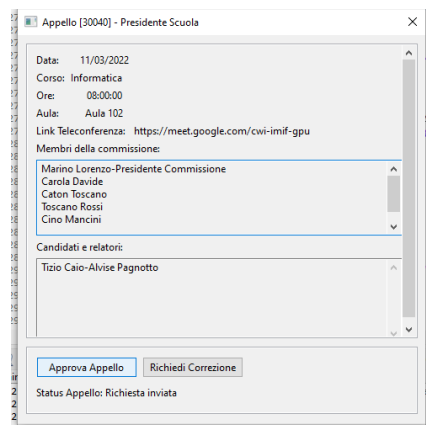 Appello [30040] - Presidente Scuola
Data: 11/03/2022
Corso: Informatica
Ore: 08:00:00
Aula: Aula 102
Link Teleconferenza: https://meet.google.com/cwi-imif-gpu
Membri della commissione:
Marino Lorenzo-Presidente Commissione
Carola Davide
Caton Toscano
Toscano Rossi
Cino Mancini
Candidati e relatori:
Tizio Caio-Alvise Pagnotto
Approva Appello Richiedi Correzione
Status Appello: Richiesta inviata